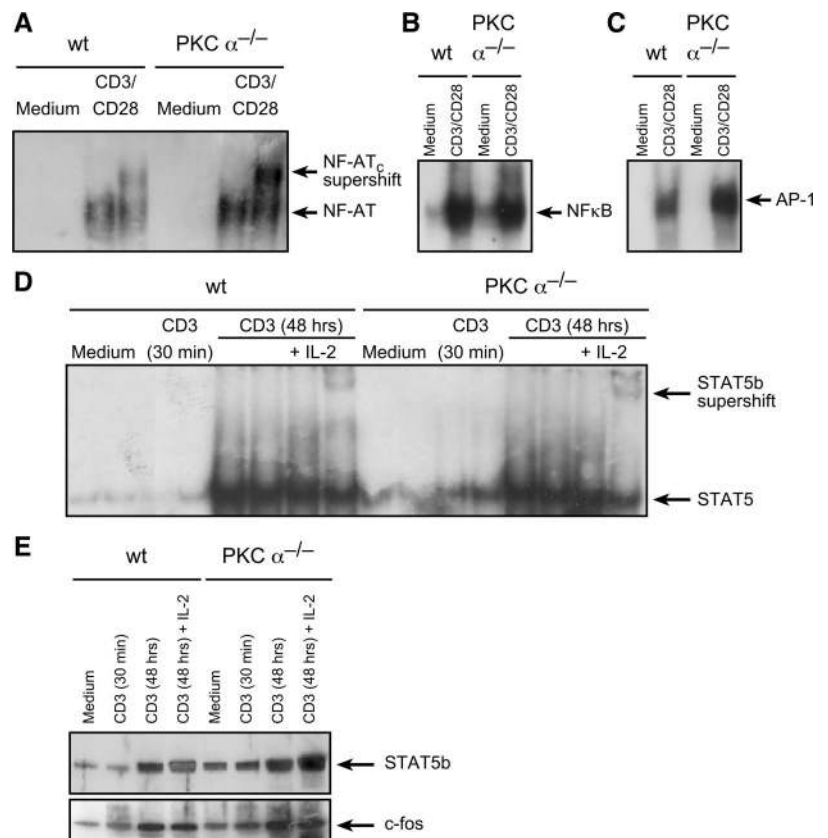 A
wt
PKC α−/−
CD3/
CD3/
Medium CD28 Medium CD28
NF-ATc
supershift
NF-AT
B
PKC
wt α−/−
Medium
CD3/CD28
Medium
CD3/CD28
NFκB
C
PKC
wt α−/−
Medium
CD3/CD28
Medium
CD3/CD28
AP-1
D
wt
PKC α−/−
CD3 CD3 (48 hrs) CD3 CD3 (48 hrs)
Medium (30 min) + IL-2 Medium (30 min) + IL-2
STAT5b
supershift
STAT5
E
wt
PKC α−/−
Medium
CD3 (30 min)
CD3 (48 hrs)
CD3 (48 hrs) + IL-2
Medium
CD3 (30 min)
CD3 (48 hrs)
CD3 (48 hrs) + IL-2
STAT5b
c-fos